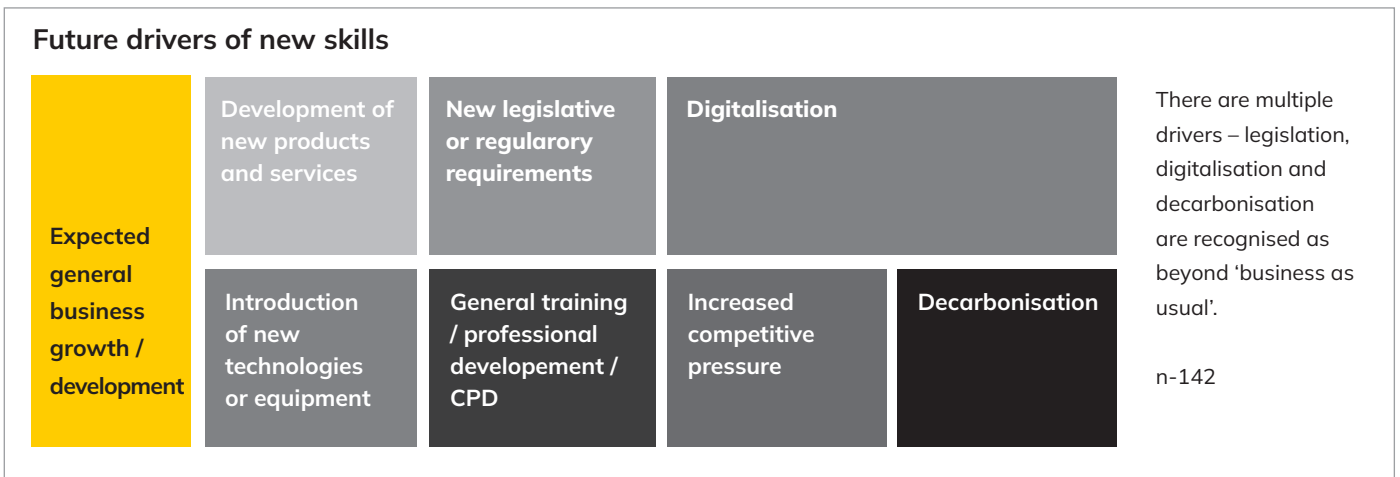 Future drivers of new skills
Expected
general
business
growth /
development
Development of
new products
and services
New legislative
or regularory
requirements
Digitalisation
Introduction
of new
technologies
or equipment
General training
/ professional
developement /
CPD
Increased
competitive
pressure
Decarbonisation
There are multiple
drivers – legislation,
digitalisation and
decarbonisation
are recognised as
beyond ‘business as
usual’.
n-142